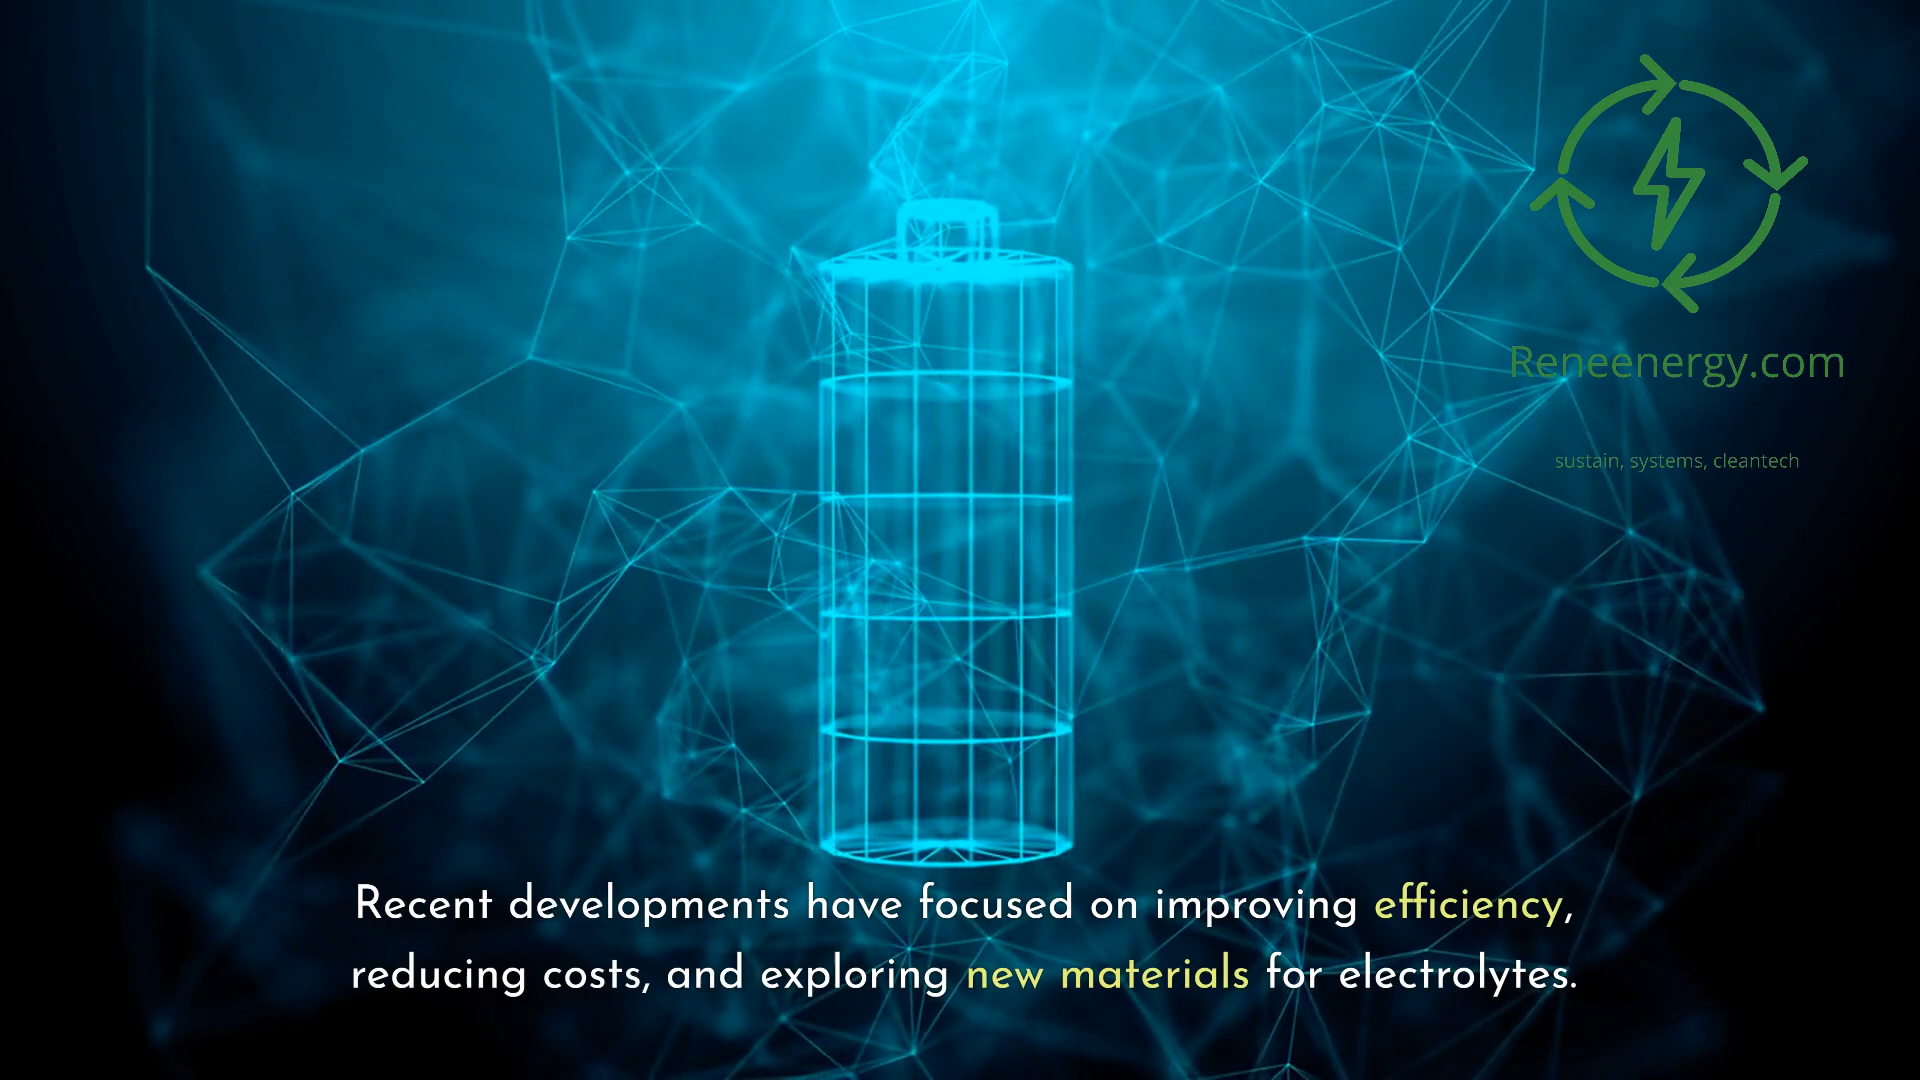 Reneenergy.com
sustain, systems, cleantech
Recent developments have focused on improving efficiency,
reducing costs, and exploring new materials for electrolytes.